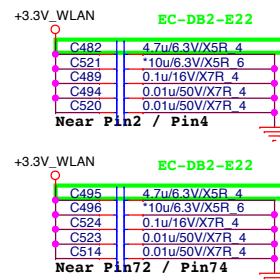 +3.3V_WLAN EC-DB2-E22
C482 4.7u/6.3V/X5R_4
C521 *10u/6.3V/X5R_6
C489 0.1u/16V/X7R_4
C494 0.01u/50V/X7R_4
C520 0.01u/50V/X7R_4
Near Pin2 / Pin4
+3.3V_WLAN EC-DB2-E22
C495 4.7u/6.3V/X5R_4
C496 *10u/6.3V/X5R_6
C524 0.1u/16V/X7R_4
C523 0.01u/50V/X7R_4
C514 0.01u/50V/X7R_4
Near Pin72 / Pin74